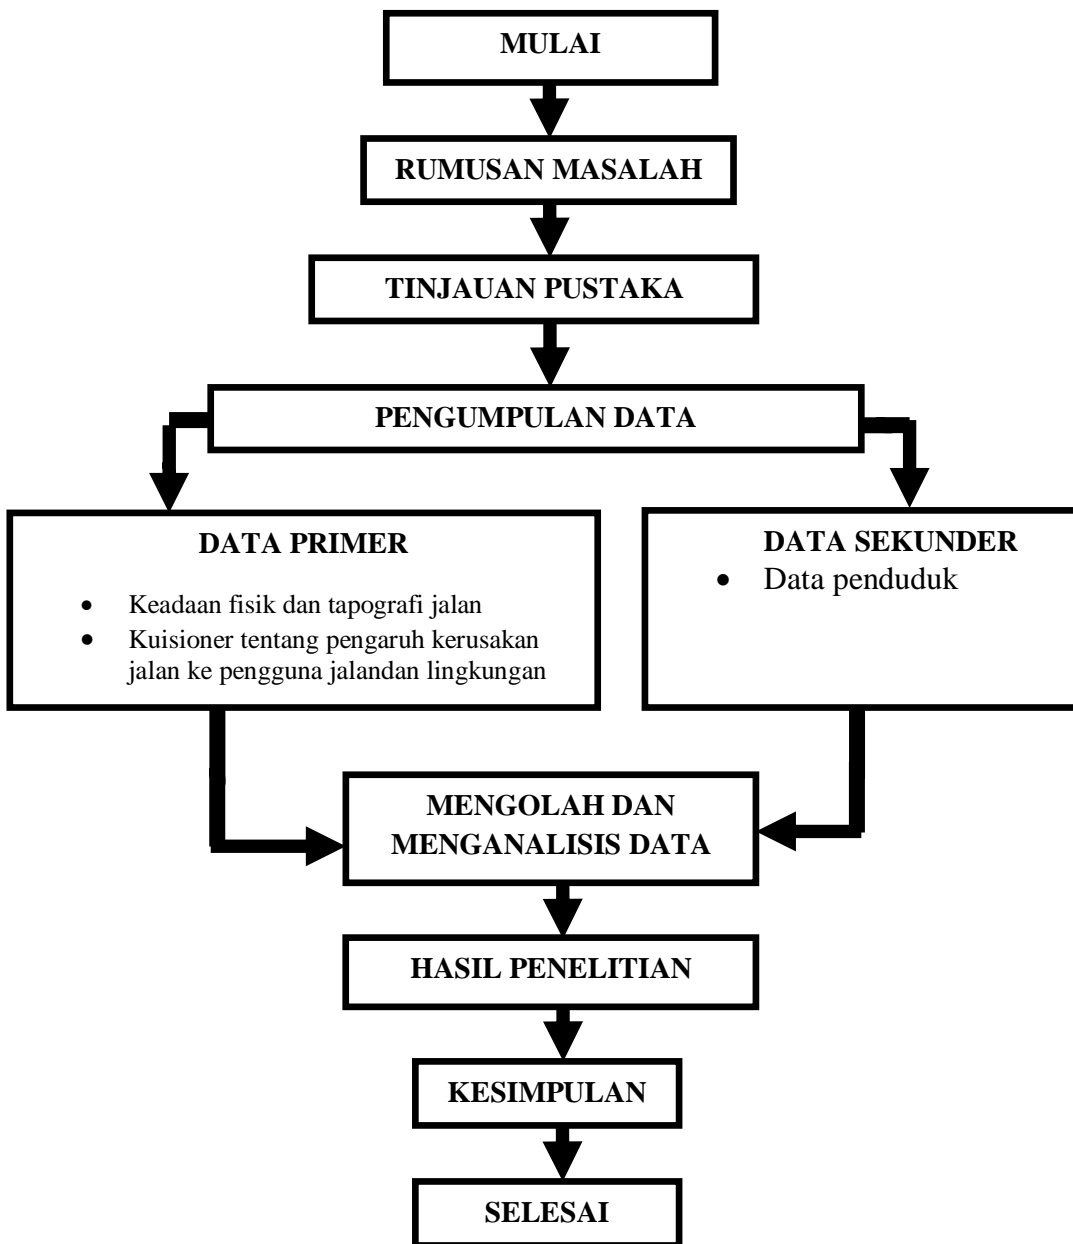 MULAI
RUMUSAN MASALAH
TINJAUAN PUSTAKA
PENGUMPULAN DATA
DATA PRIMER
• Keadaan fisik dan tapografi jalan
• Kuisioner tentang pengaruh kerusakan
jalan ke pengguna jalandan lingkungan
DATA SEKUNDER
• Data penduduk
MENGOLAH DAN
MENGANALISIS DATA
HASIL PENELITIAN
KESIMPULAN
SELESAI